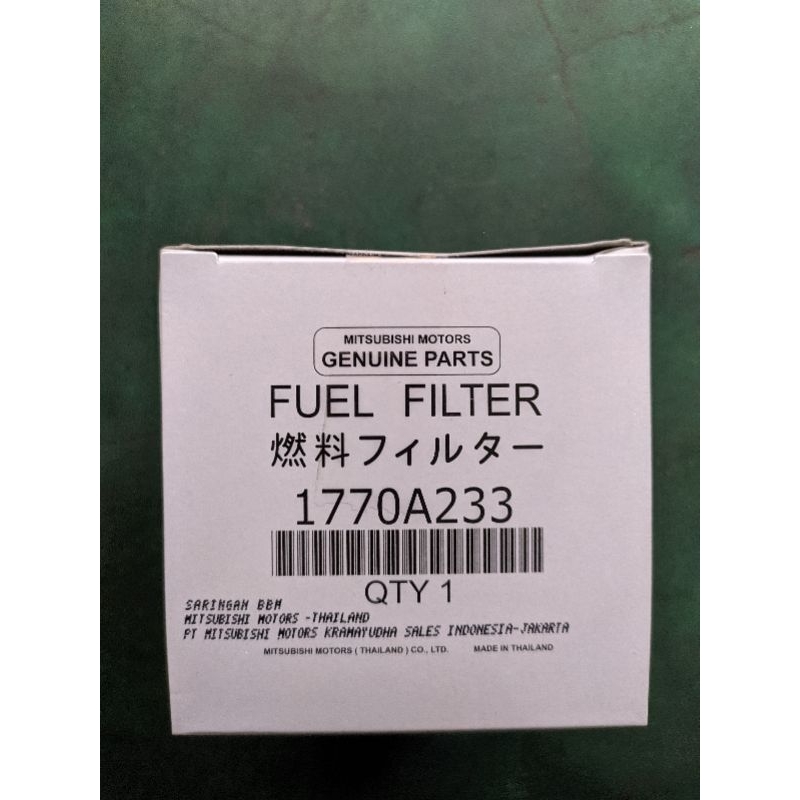 MITSUBISHI MOTORS
GENUINE PARTS
FUEL FILTER
燃料フィルター
1770A233
QTY 1
SARINGAN BBM
MITSUBISHI MOTORS -THAILAND
PT MITSUBISHI MOTORS KRAMAYUDHA SALES INDONESIA-JAKARTA
MITSUBISHI MOTORS ( THAILAND ) CO., LTD. MADE IN THAILAND